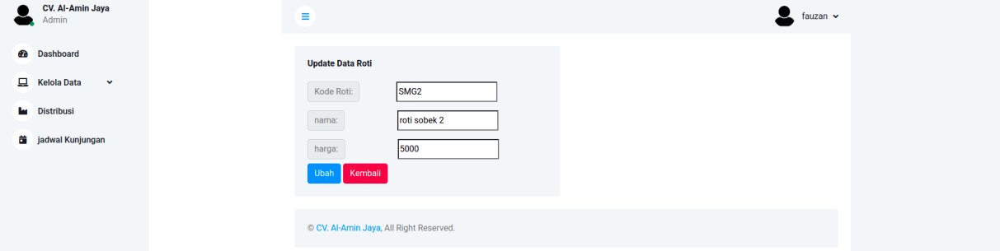 CV. Al-Amin Jaya
Admin
Dashboard
Kelola Data
Distribusi
jadwal Kunjungan
fauzan
Update Data Roti
Kode Roti: SMG2
nama: roti sobek 2
harga: 5000
Ubah Kembali
© CV. Al-Amin Jaya, All Right Reserved.